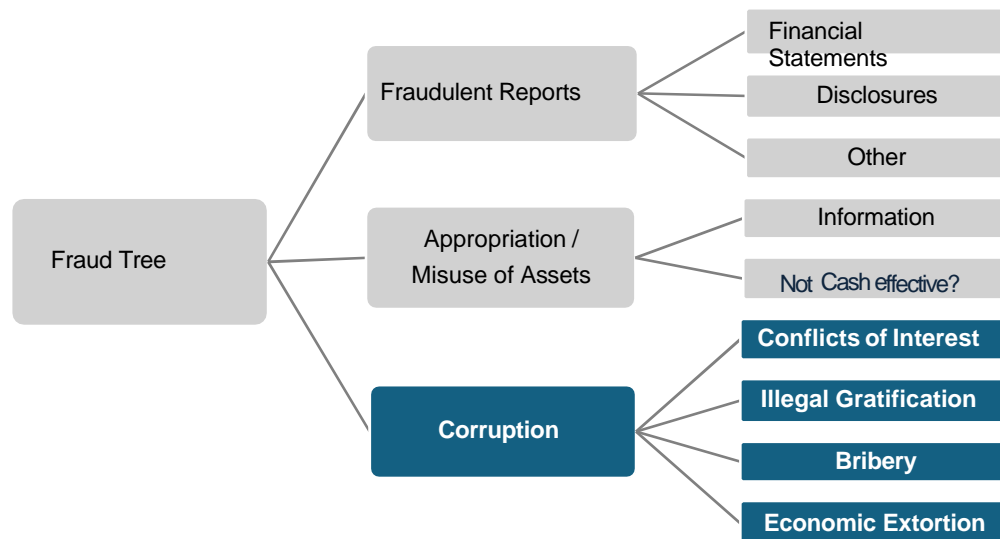 Fraud Tree
Fraudulent Reports
Financial
Statements
Disclosures
Other
Appropriation /
Misuse of Assets
Information
Not Cash effective?
Corruption
Conflicts of Interest
Illegal Gratification
Bribery
Economic Extortion